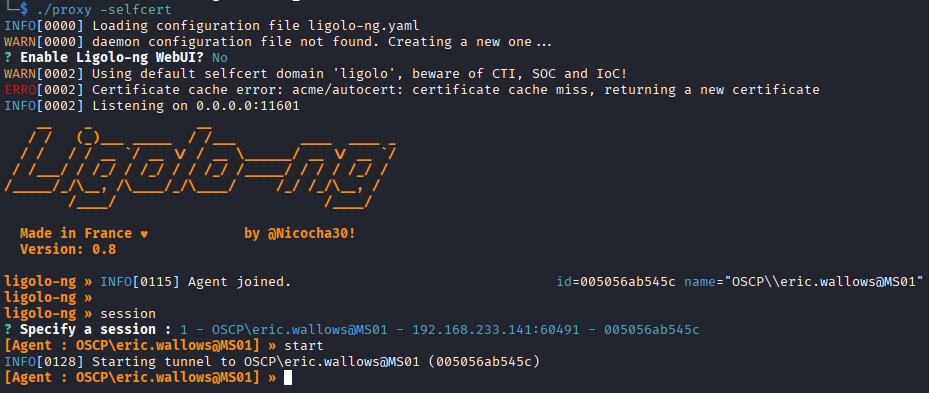 └─$ ./proxy -selfcert
INFO[0000] Loading configuration file ligolo-ng.yaml
WARN[0000] daemon configuration file not found. Creating a new one...
? Enable Ligolo-ng WebUI? No
WARN[0002] Using default selfcert domain 'ligolo', beware of CTI, SOC and IoC!
ERRO[0002] Certificate cache error: acme/autocert: certificate cache miss, returning a new certificate
INFO[0002] Listening on 0.0.0.0:11601
Ligolo-ng
Made in France ♥ by @Nicocha30!
Version: 0.8
ligolo-ng » INFO[0115] Agent joined. id=005056ab545c name="OSCP\\eric.wallows@MS01"
ligolo-ng »
ligolo-ng » session
? Specify a session : 1 - OSCP\eric.wallows@MS01 - 192.168.233.141:60491 - 005056ab545c
[Agent : OSCP\eric.wallows@MS01] » start
INFO[0128] Starting tunnel to OSCP\eric.wallows@MS01 (005056ab545c)
[Agent : OSCP\eric.wallows@MS01] »